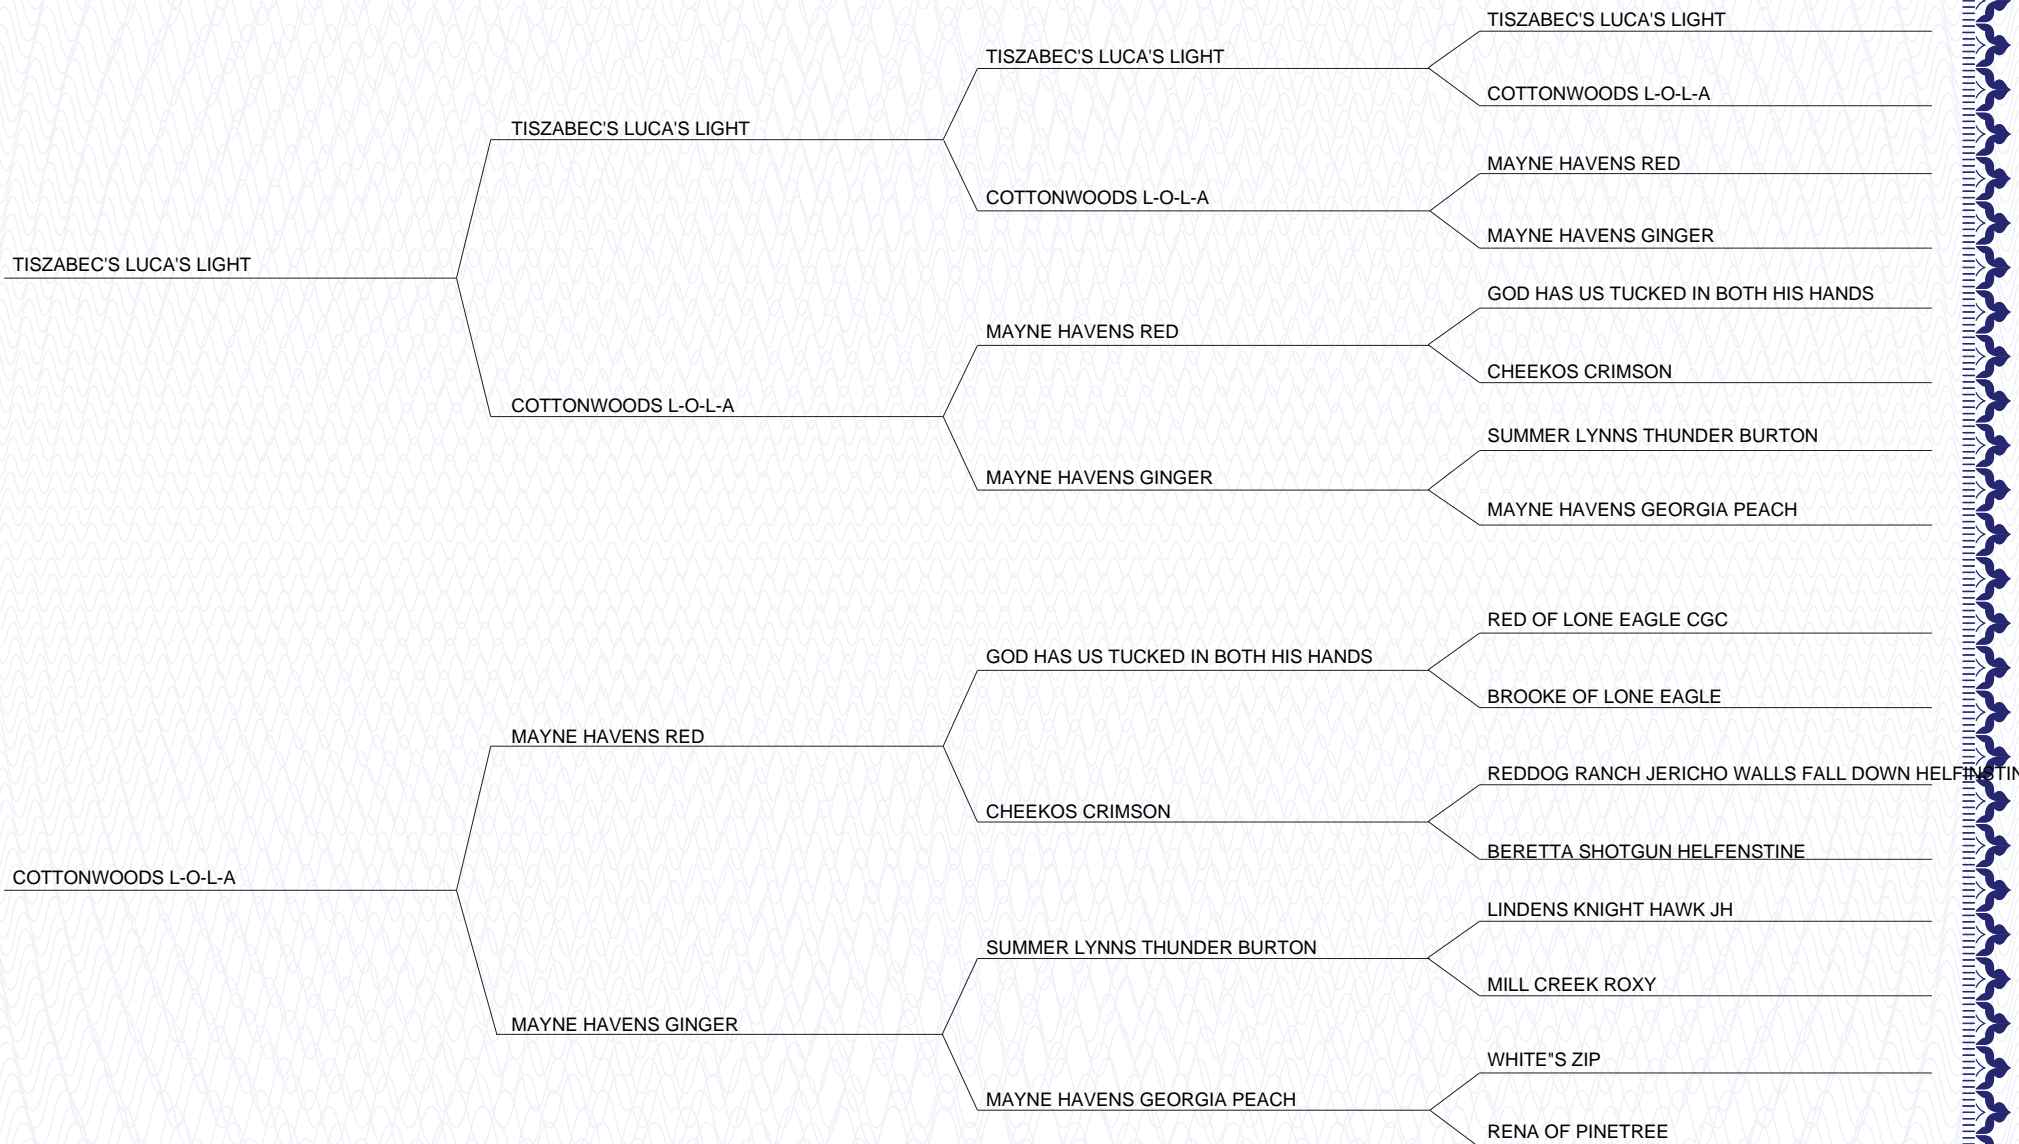 TISZABEC'S LUCA'S LIGHT
TISZABEC'S LUCA'S LIGHT
COTTONWOODS L-O-L-A
TISZABEC'S LUCA'S LIGHT
COTTONWOODS L-O-L-A
MAYNE HAVENS RED
COTTONWOODS L-O-L-A
MAYNE HAVENS GINGER
TISZABEC'S LUCA'S LIGHT
GOD HAS US TUCKED IN BOTH HIS HANDS
MAYNE HAVENS RED
CHEEKOS CRIMSON
COTTONWOODS L-O-L-A
SUMMER LYNNS THUNDER BURTON
MAYNE HAVENS GINGER
MAYNE HAVENS GEORGIA PEACH
RED OF LONE EAGLE CGC
GOD HAS US TUCKED IN BOTH HIS HANDS
BROOKE OF LONE EAGLE
MAYNE HAVENS RED
REDDOG RANCH JERICHO WALLS FALL DOWN
CHEEKOS CRIMSON
BERETTA SHOTGUN HELFENSTINE
COTTONWOODS L-O-L-A
LINDENS KNIGHT HAWK JH
SUMMER LYNNS THUNDER BURTON
MILL CREEK ROXY
MAYNE HAVENS GINGER
WHITE"S ZIP
MAYNE HAVENS GEORGIA PEACH
RENA OF PINETREE